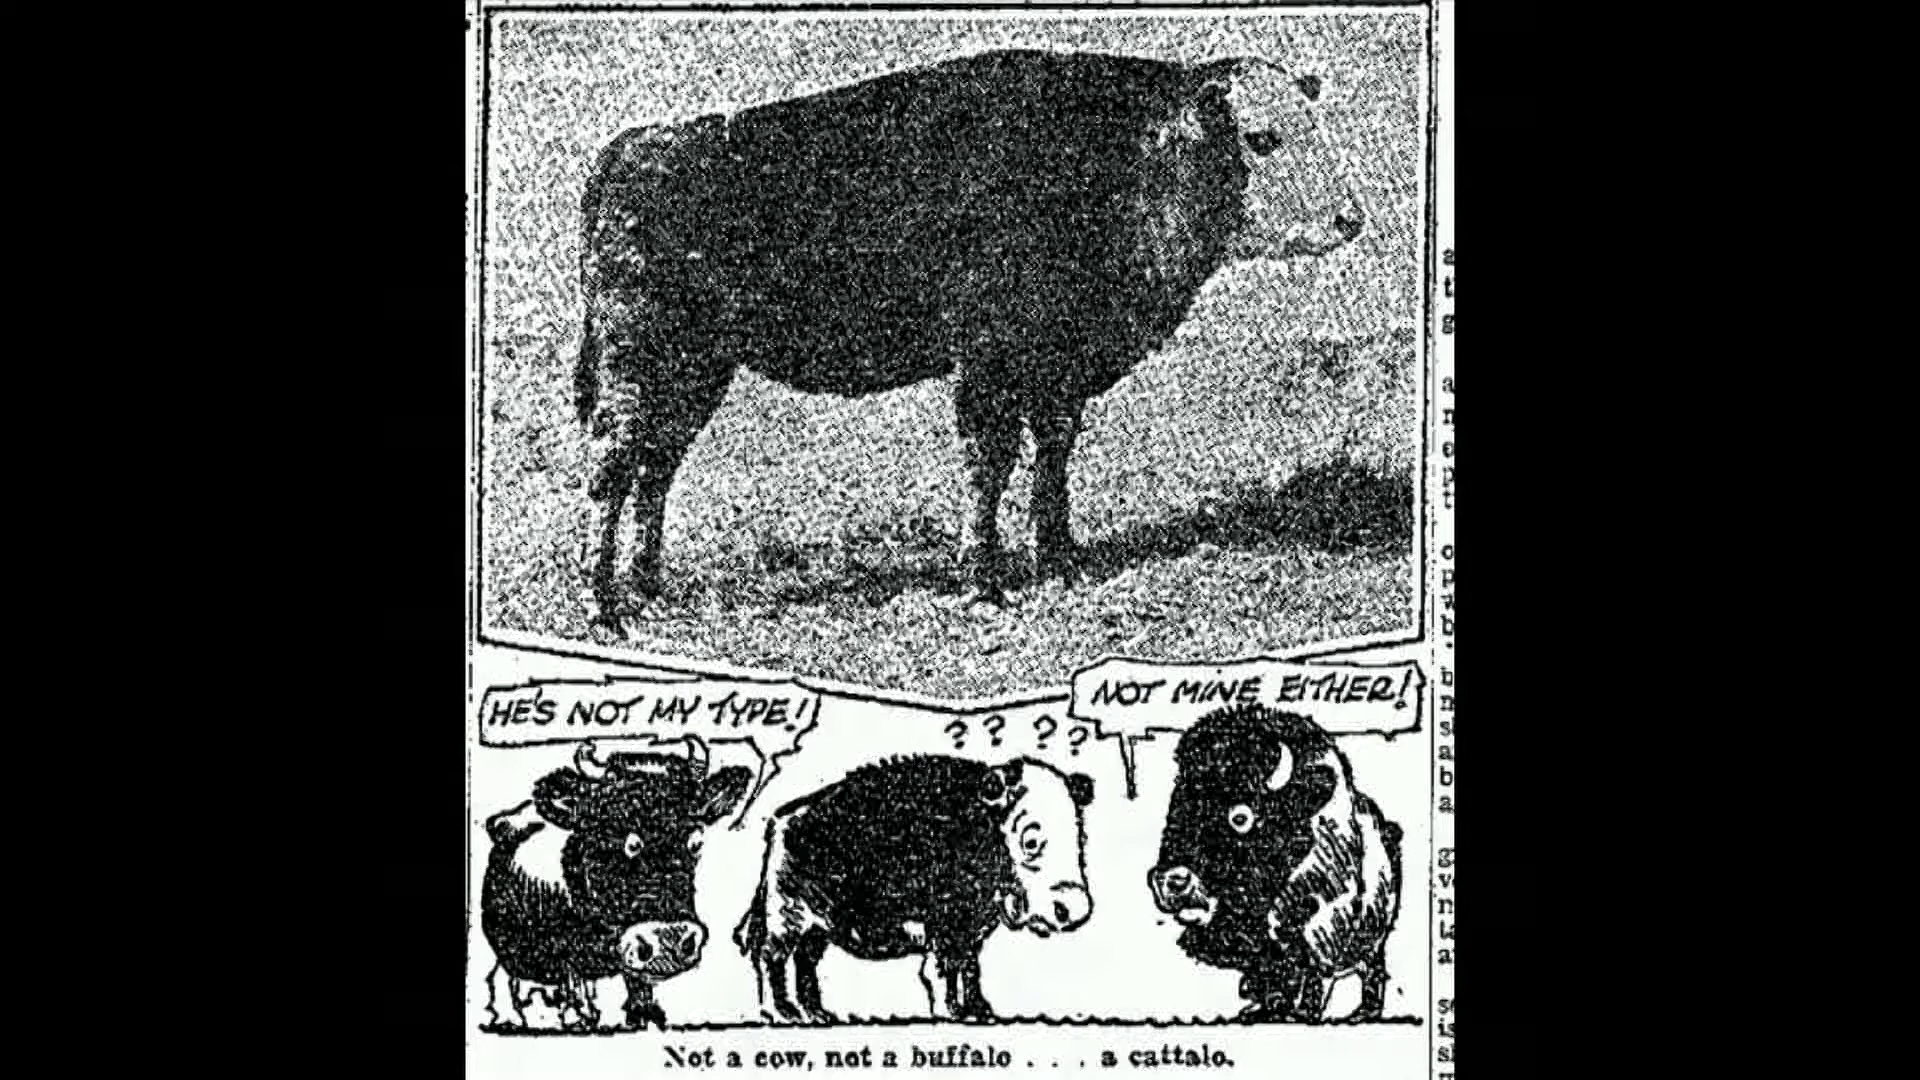 HE'S NOT MY TYPE!
? ? ? ?
NOT MINE EITHER!
Not a cow, not a buffalo . . . a cattalo.